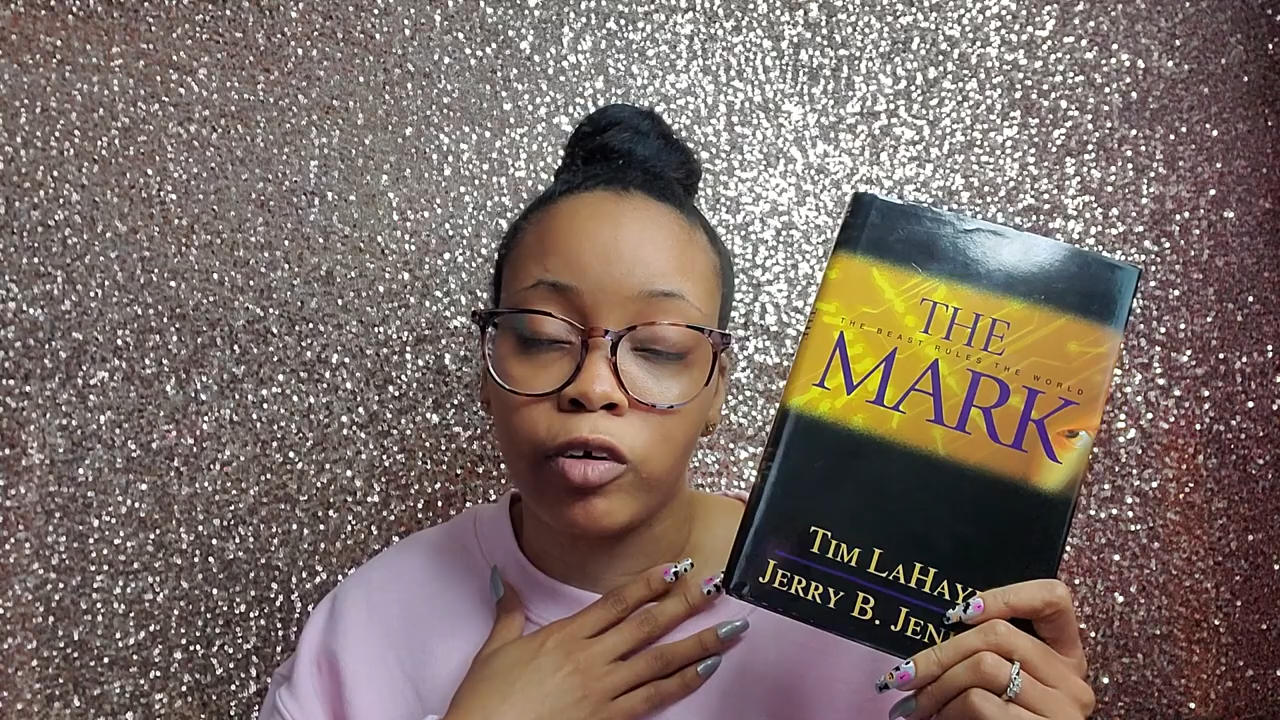 THE
THE BEAST RULES THE WORLD
MARK
TIM LAHAY
JERRY B. JEN